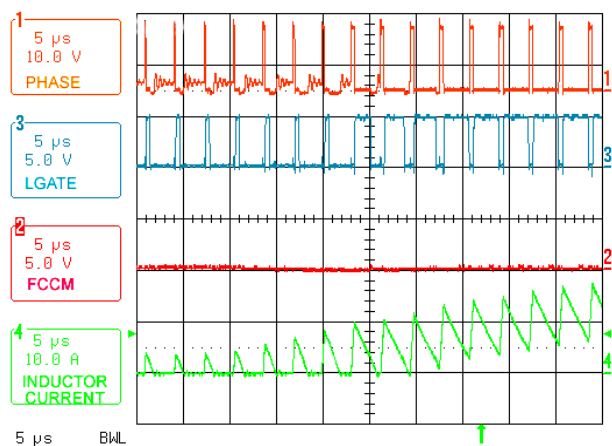 1
5 µs
10.0 V
PHASE
1
3
5 µs
5.0 V
LGATE
3
2
5 µs
5.0 V
FCCM
2
4
5 µs
10.0 A
INDUCTOR
CURRENT
4
5 µs BWL